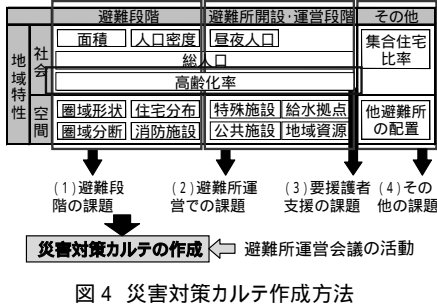 避難段階 避難所開設・運営段階 その他
地域特性
社会
面積 人口密度 昼夜人口 集合住宅比率
総人口
高齢化率
空間
圏域形状 住宅分布 特殊施設 給水拠点 他避難所の配置
圏域分断 消防施設 公共施設 地域資源
(1)避難段階の課題 (2)避難所運営での課題 (3)要援護者支援の課題 (4)その他の課題
災害対策カルテの作成 避難所運営会議の活動
図4 災害対策カルテ作成方法